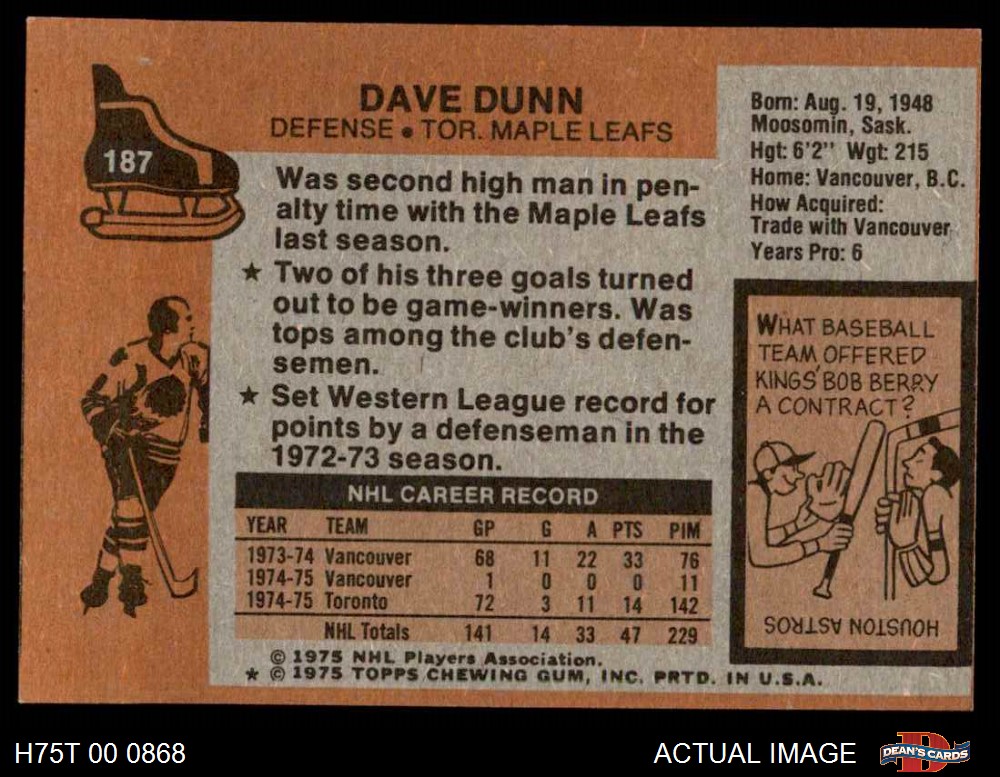 187
DAVE DUNN
DEFENSE • TOR. MAPLE LEAFS
Was second high man in pen-
alty time with the Maple Leafs
last season.
★ Two of his three goals turned
out to be game-winners. Was
tops among the club's defen-
semen.
★ Set Western League record for
points by a defenseman in the
1972-73 season.
NHL CAREER RECORD
YEAR TEAM GP G A PTS PIM
1973-74 Vancouver 68 11 22 33 76
1974-75 Vancouver 1 0 0 0 11
1974-75 Toronto 72 3 11 14 142
NHL Totals 141 14 33 47 229
© 1975 NHL Players Association.
★ © 1975 TOPPS CHEWING GUM, INC. PRTD. IN U.S.A.
Born: Aug. 19, 1948
Moosomin, Sask.
Hgt: 6'2" Wgt: 215
Home: Vancouver, B.C.
How Acquired:
Trade with Vancouver
Years Pro: 6
WHAT BASEBALL
TEAM OFFERED
KINGS' BOB BERRY
A CONTRACT?
HOUSTON ASTROS
H75T 00 0868
ACTUAL IMAGE
DEAN'S CARDS